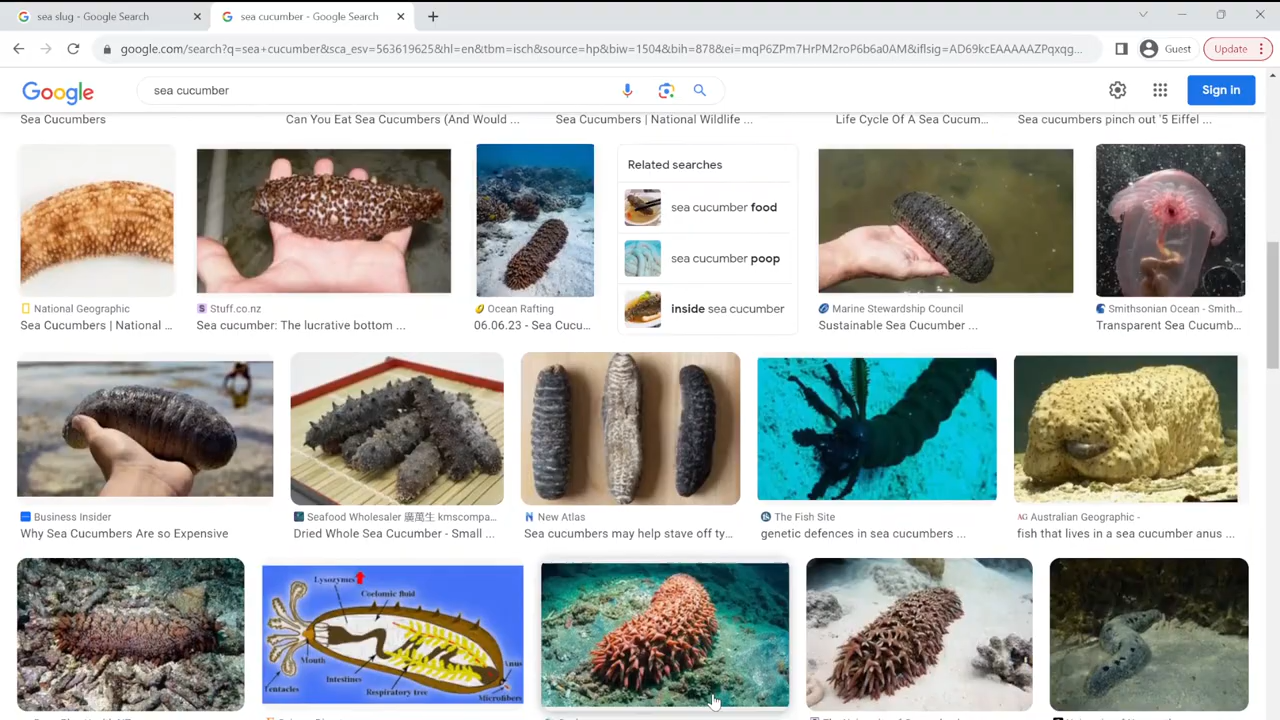 sea slug - Google Search
sea cucumber - Google Search
google.com/search?q=sea+cucumber&sca_esv=563619625&hl=en&tbm=isch&source=hp&biw=1504&bih=878&ei=mqP6ZPm7HrPM2roP6b6a0AM&iflsig=AD69kcEAAAAAZPqxqg...
Guest
Update
Google
sea cucumber
Sign in
Sea Cucumbers
Can You Eat Sea Cucumbers (And Would ...
Sea Cucumbers | National Wildlife ...
Life Cycle Of A Sea Cucum...
Sea cucumbers pinch out '5 Eiffel ...
Related searches
sea cucumber food
sea cucumber poop
inside sea cucumber
National Geographic
Sea Cucumbers | National ...
Stuff.co.nz
Sea cucumber: The lucrative bottom ...
Ocean Rafting
06.06.23 - Sea Cucu...
Marine Stewardship Council
Sustainable Sea Cucumber ...
Smithsonian Ocean - Smith...
Transparent Sea Cucumb...
Business Insider
Why Sea Cucumbers Are so Expensive
Seafood Wholesaler 廣萬生 kmscompa...
Dried Whole Sea Cucumber - Small ...
New Atlas
Sea cucumbers may help stave off ty...
The Fish Site
genetic defences in sea cucumbers ...
AG Australian Geographic -
fish that lives in a sea cucumber anus ...
Lysozymes
Coelomic fluid
Mouth
Anus
Intestines
Tentacles
Respiratory tree
Microfibers